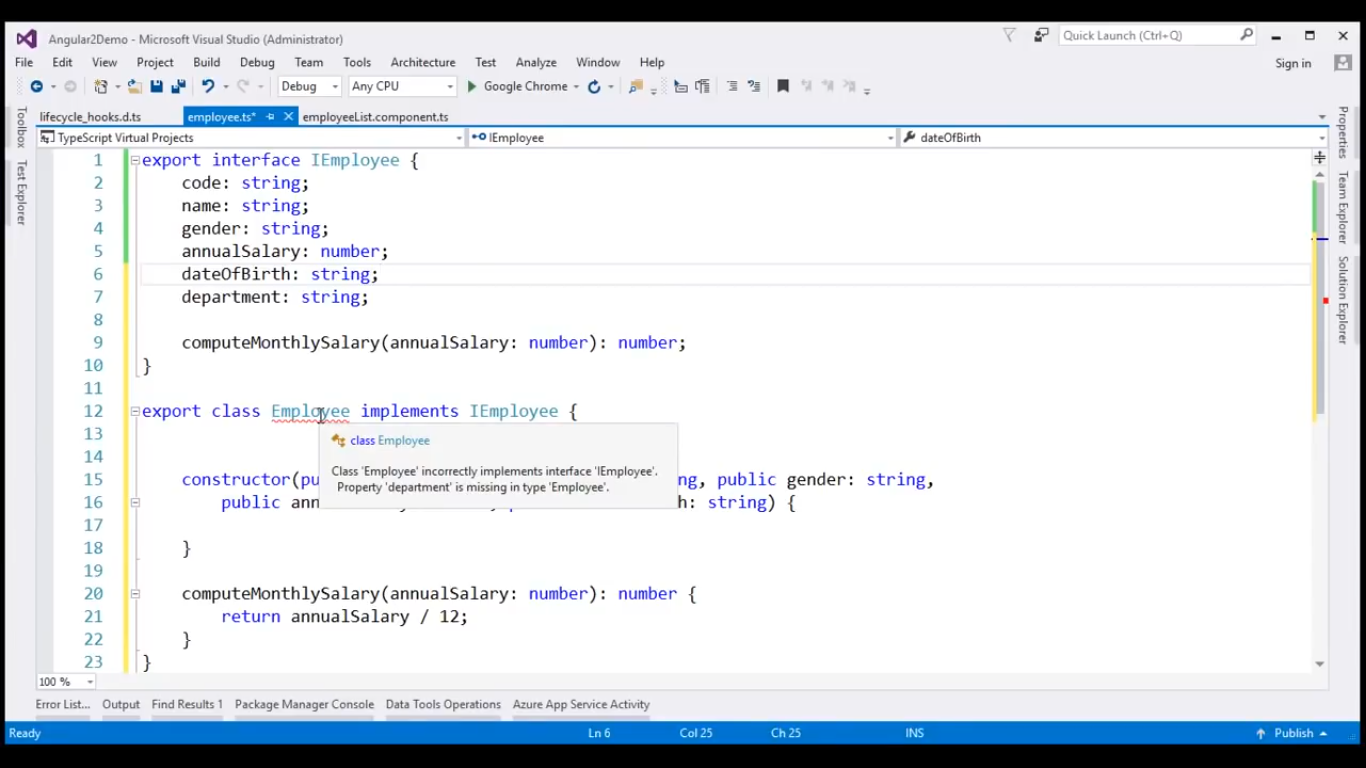 Angular2Demo - Microsoft Visual Studio (Administrator)
Quick Launch (Ctrl+Q)
File Edit View Project Build Debug Team Tools Architecture Test Analyze Window Help
Sign in
Debug Any CPU Google Chrome
lifecycle_hooks.d.ts employee.ts* employeeList.component.ts
TypeScript Virtual Projects IEmployee dateOfBirth
Toolbox
Test Explorer
1 export interface IEmployee {
2 code: string;
3 name: string;
4 gender: string;
5 annualSalary: number;
6 dateOfBirth: string;
7 department: string;
8
9 computeMonthlySalary(annualSalary: number): number;
10 }
11
12 export class Employee implements IEmployee {
13
class Employee
14
Class 'Employee' incorrectly implements interface 'IEmployee'.
15 constructor( public gender: string,
Property 'department' is missing in type 'Employee'.
16 public string) {
17
18 }
19
20 computeMonthlySalary(annualSalary: number): number {
21 return annualSalary / 12;
22 }
23 }
Properties
Team Explorer
Solution Explorer
100 %
Error List... Output Find Results 1 Package Manager Console Data Tools Operations Azure App Service Activity
Ready Ln 6 Col 25 Ch 25 INS Publish